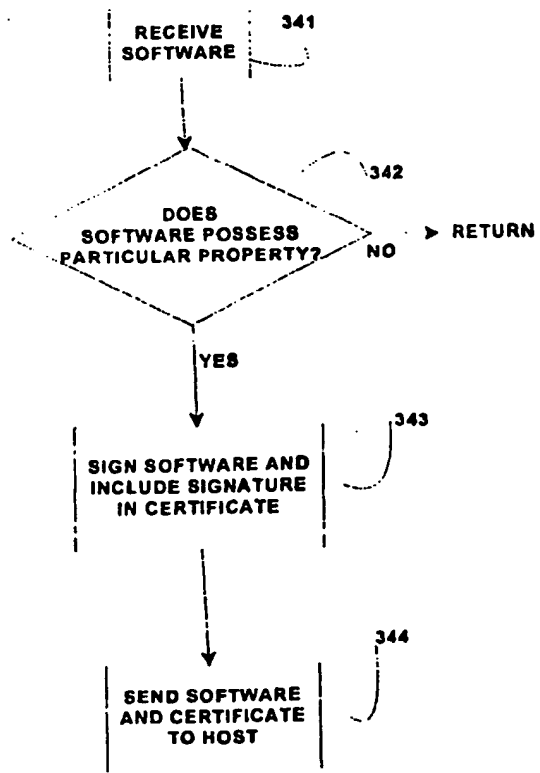 RECEIVE
SOFTWARE
341
342
DOES
SOFTWARE POSSESS
PARTICULAR PROPERTY?
NO
RETURN
YES
343
SIGN SOFTWARE AND
INCLUDE SIGNATURE
IN CERTIFICATE
344
SEND SOFTWARE
AND CERTIFICATE
TO HOST